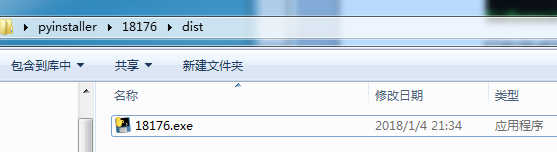 pyinstaller ▸ 18176 ▸ dist
包含到库中 共享 新建文件夹
名称 修改日期 类型
18176.exe 2018/1/4 21:34 应用程序